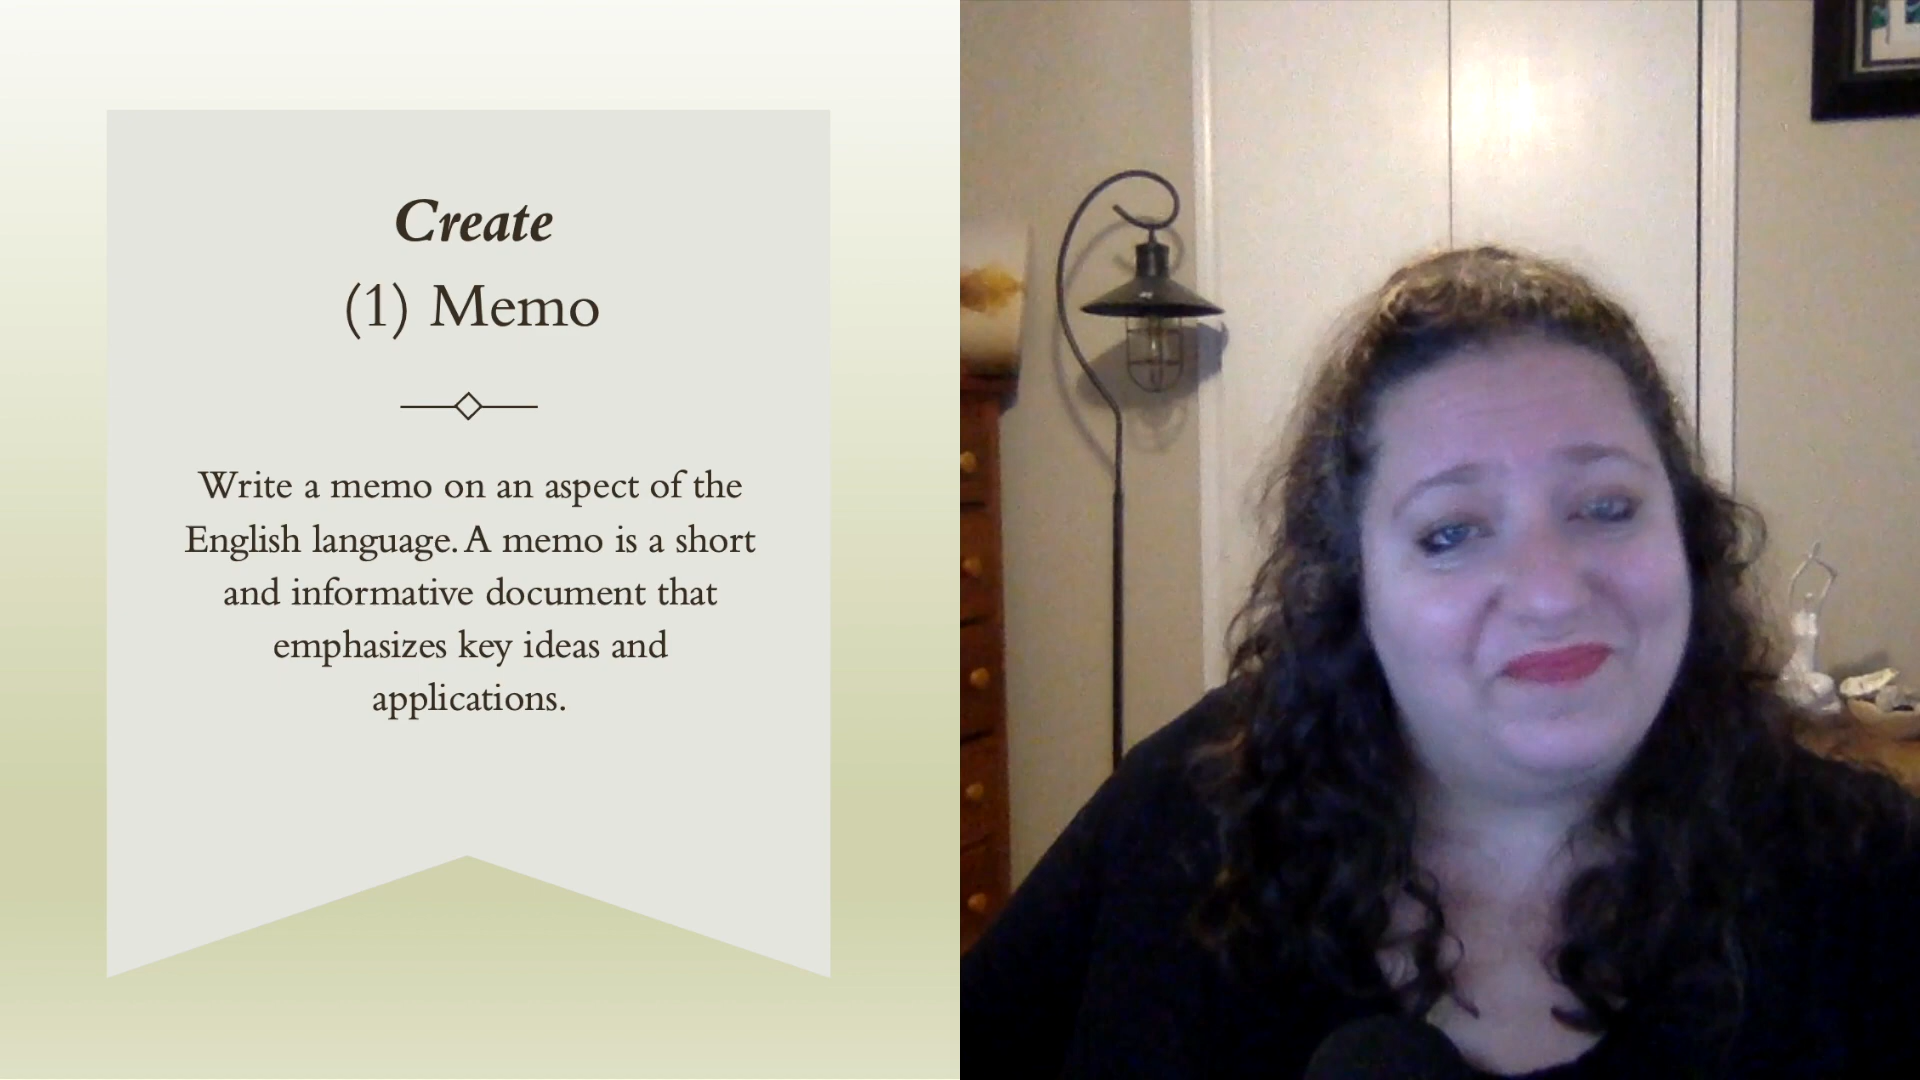 Create
(1) Memo
Write a memo on an aspect of the
English language. A memo is a short
and informative document that
emphasizes key ideas and
applications.